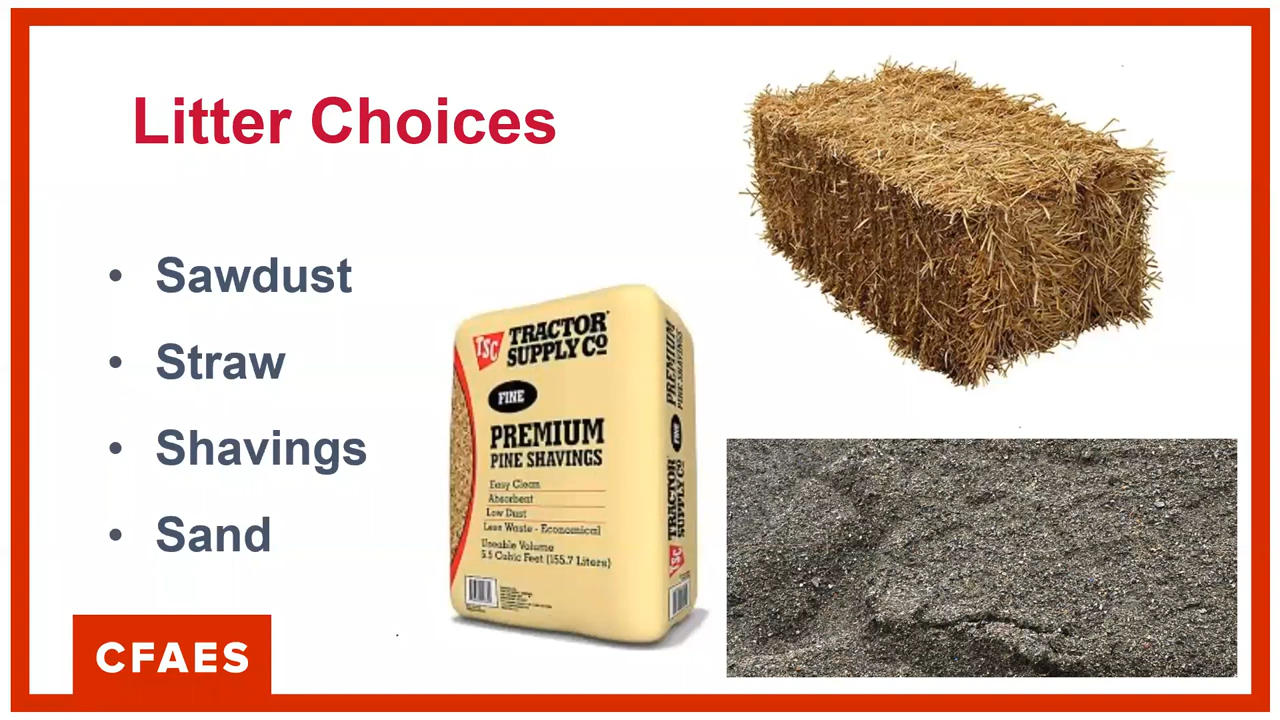 Litter Choices
• Sawdust
• Straw
• Shavings
• Sand
TSC
TRACTOR
SUPPLY CO
FINE
PREMIUM
PINE SHAVINGS
Easy Clean
Absorbent
Low Dust
Less Waste - Economical
Useable Volume
5.5 Cubic Feet (155.7 Liters)
PREMIUM
PINE SHAVINGS
FINE
TRACTOR
SUPPLY CO
TSC
CFAES